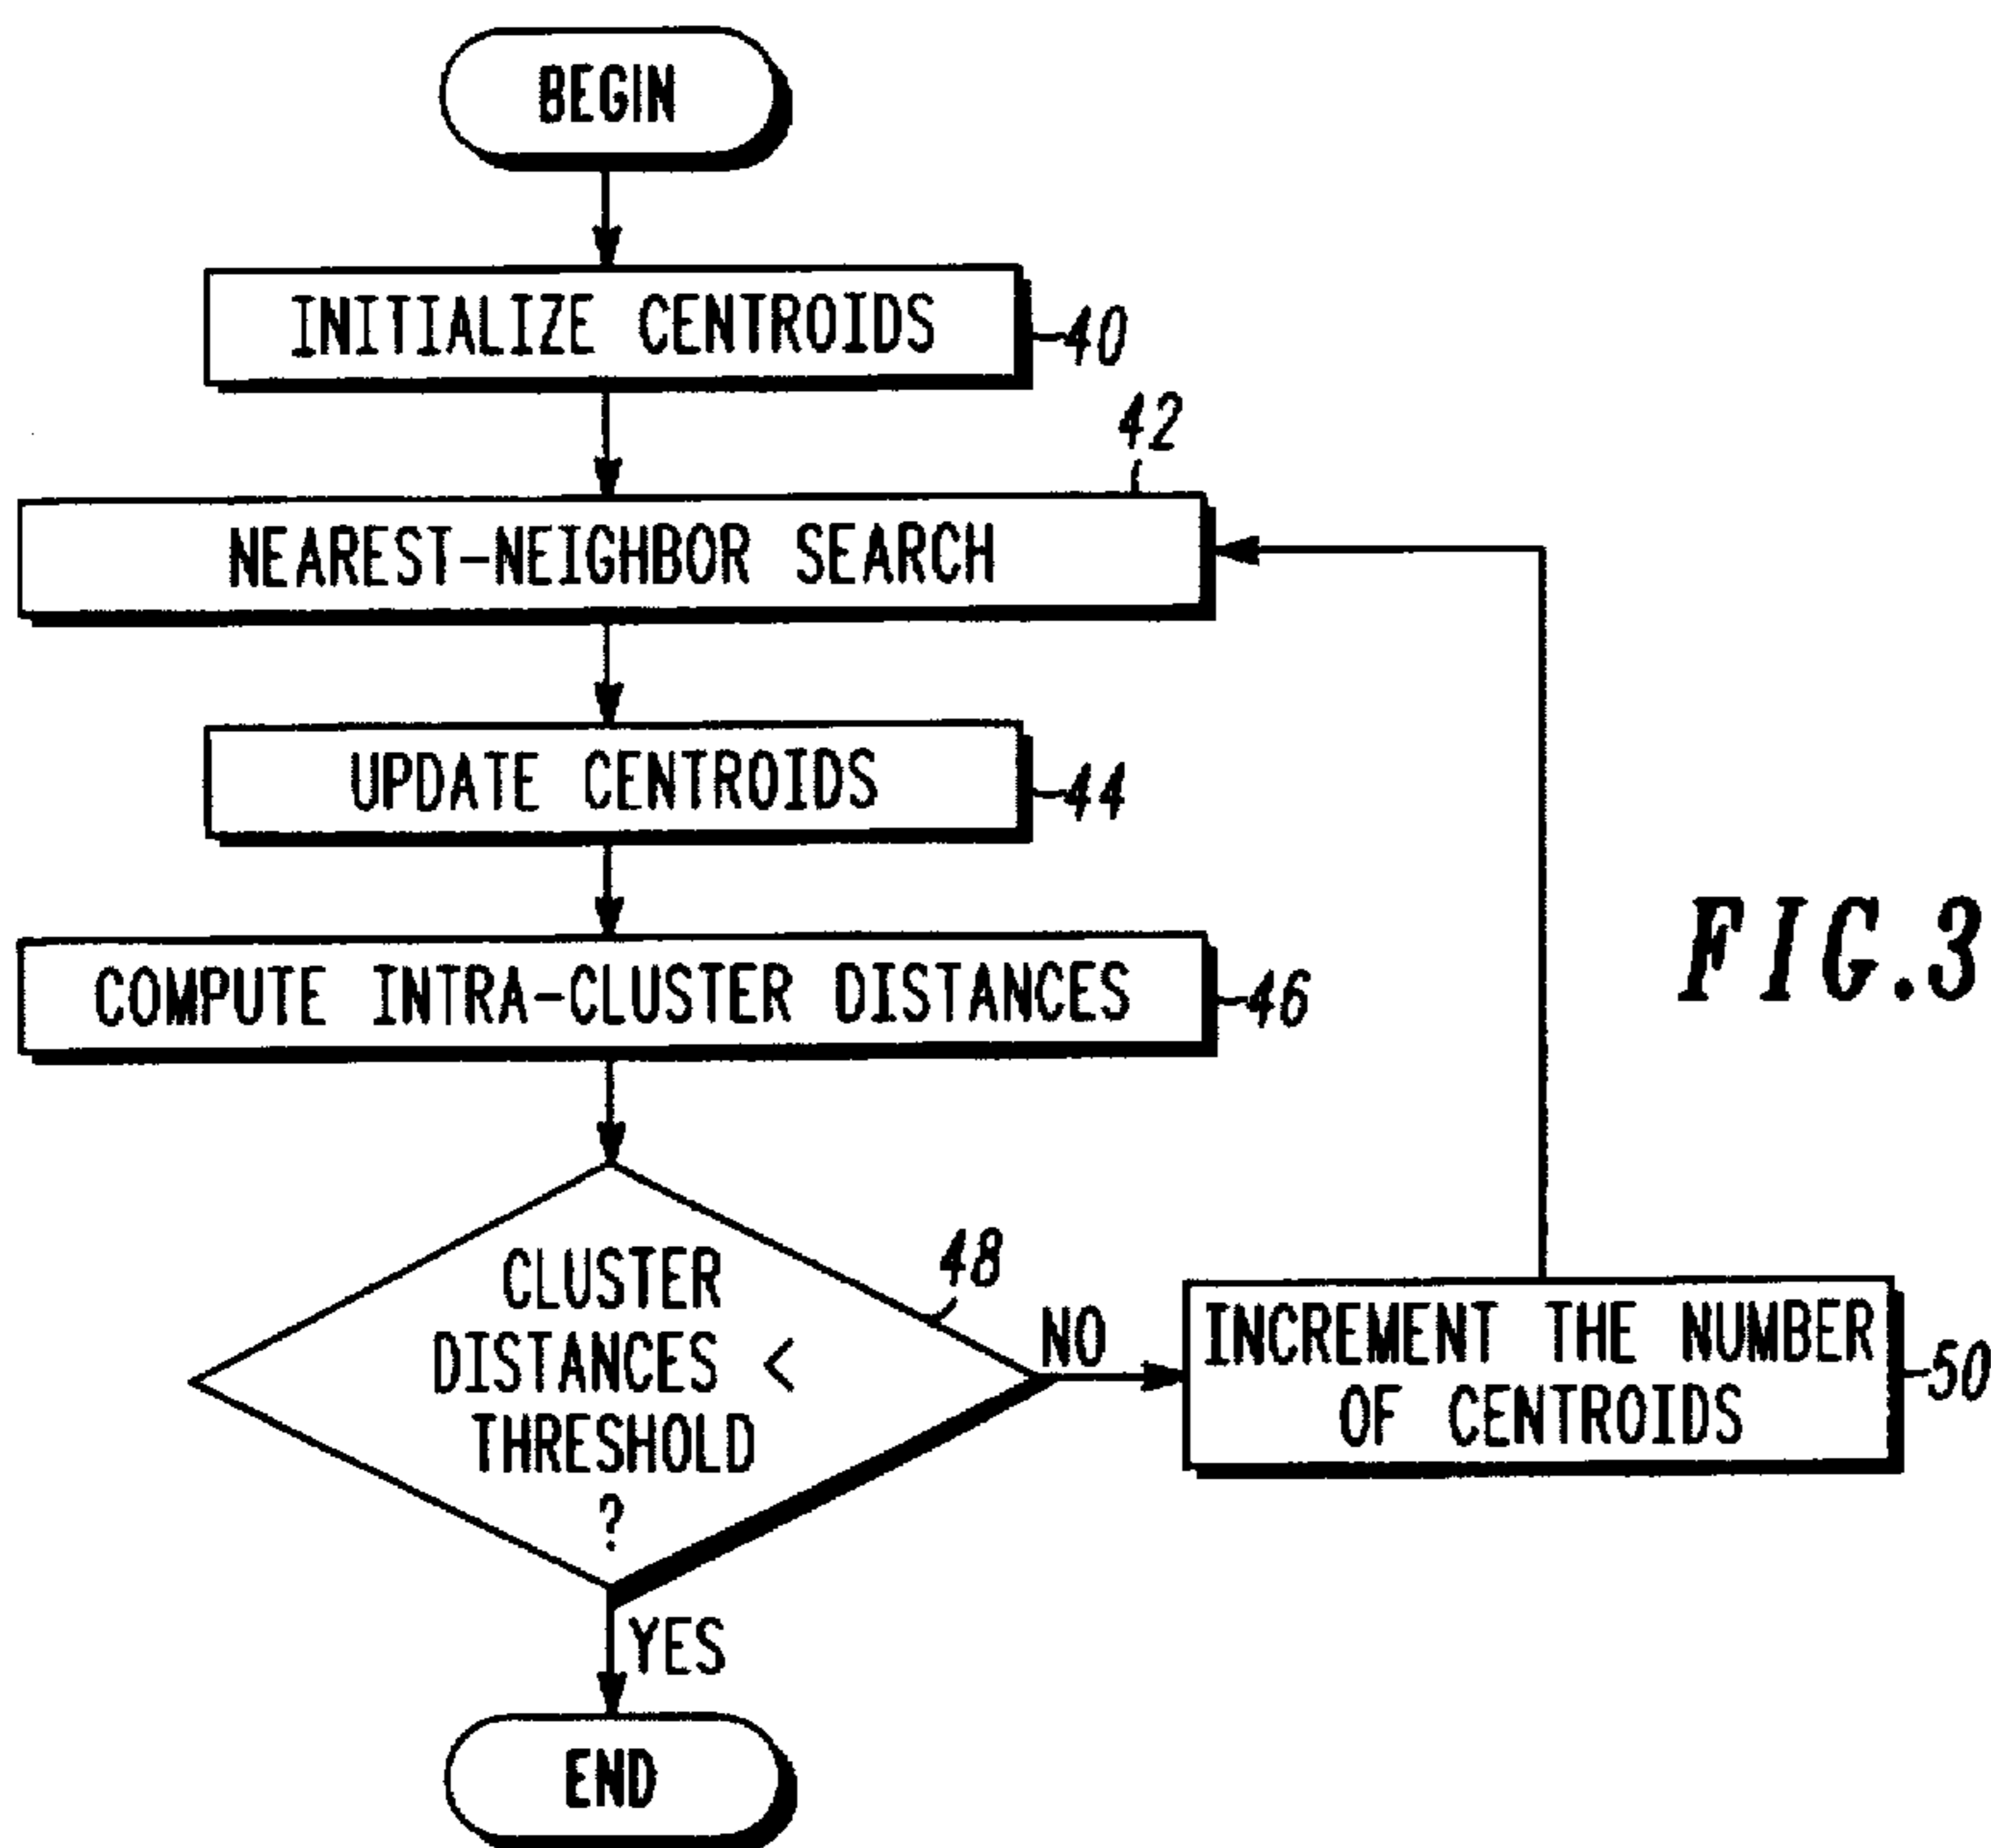 BEGIN
INITIALIZE CENTROIDS
40
42
NEAREST-NEIGHBOR SEARCH
UPDATE CENTROIDS
44
COMPUTE INTRA-CLUSTER DISTANCES
46
FIG.3
CLUSTER
DISTANCES <
THRESHOLD
?
48
NO
INCREMENT THE NUMBER
OF CENTROIDS
50
YES
END